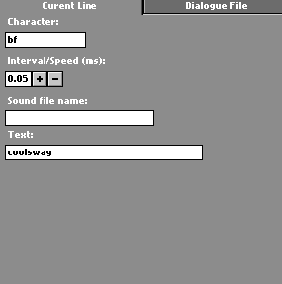 Curent Line
Dialogue File
Character:
bf
Interval/Speed (ms):
0.05 + −
Sound file name:
Text:
coolswag